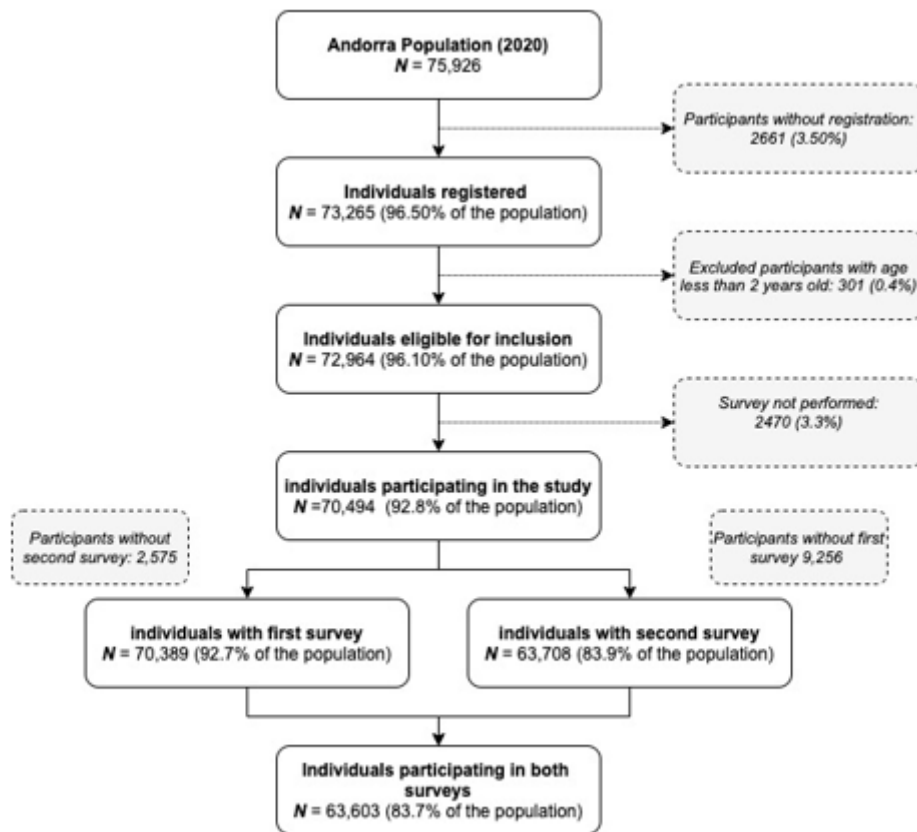 Andorra Population (2020)
N = 75,926
Participants without registration:
2661 (3.50%)
Individuals registered
N = 73,265 (96.50% of the population)
Excluded participants with age
less than 2 years old: 301 (0.4%)
Individuals eligible for inclusion
N = 72,964 (96.10% of the population)
Survey not performed:
2470 (3.3%)
individuals participating in the study
N =70,494 (92.8% of the population)
Participants without
second survey: 2,575
Participants without first
survey 9,256
individuals with first survey
N = 70,389 (92.7% of the population)
individuals with second survey
N = 63,708 (83.9% of the population)
Individuals participating in both
surveys
N = 63,603 (83.7% of the population)